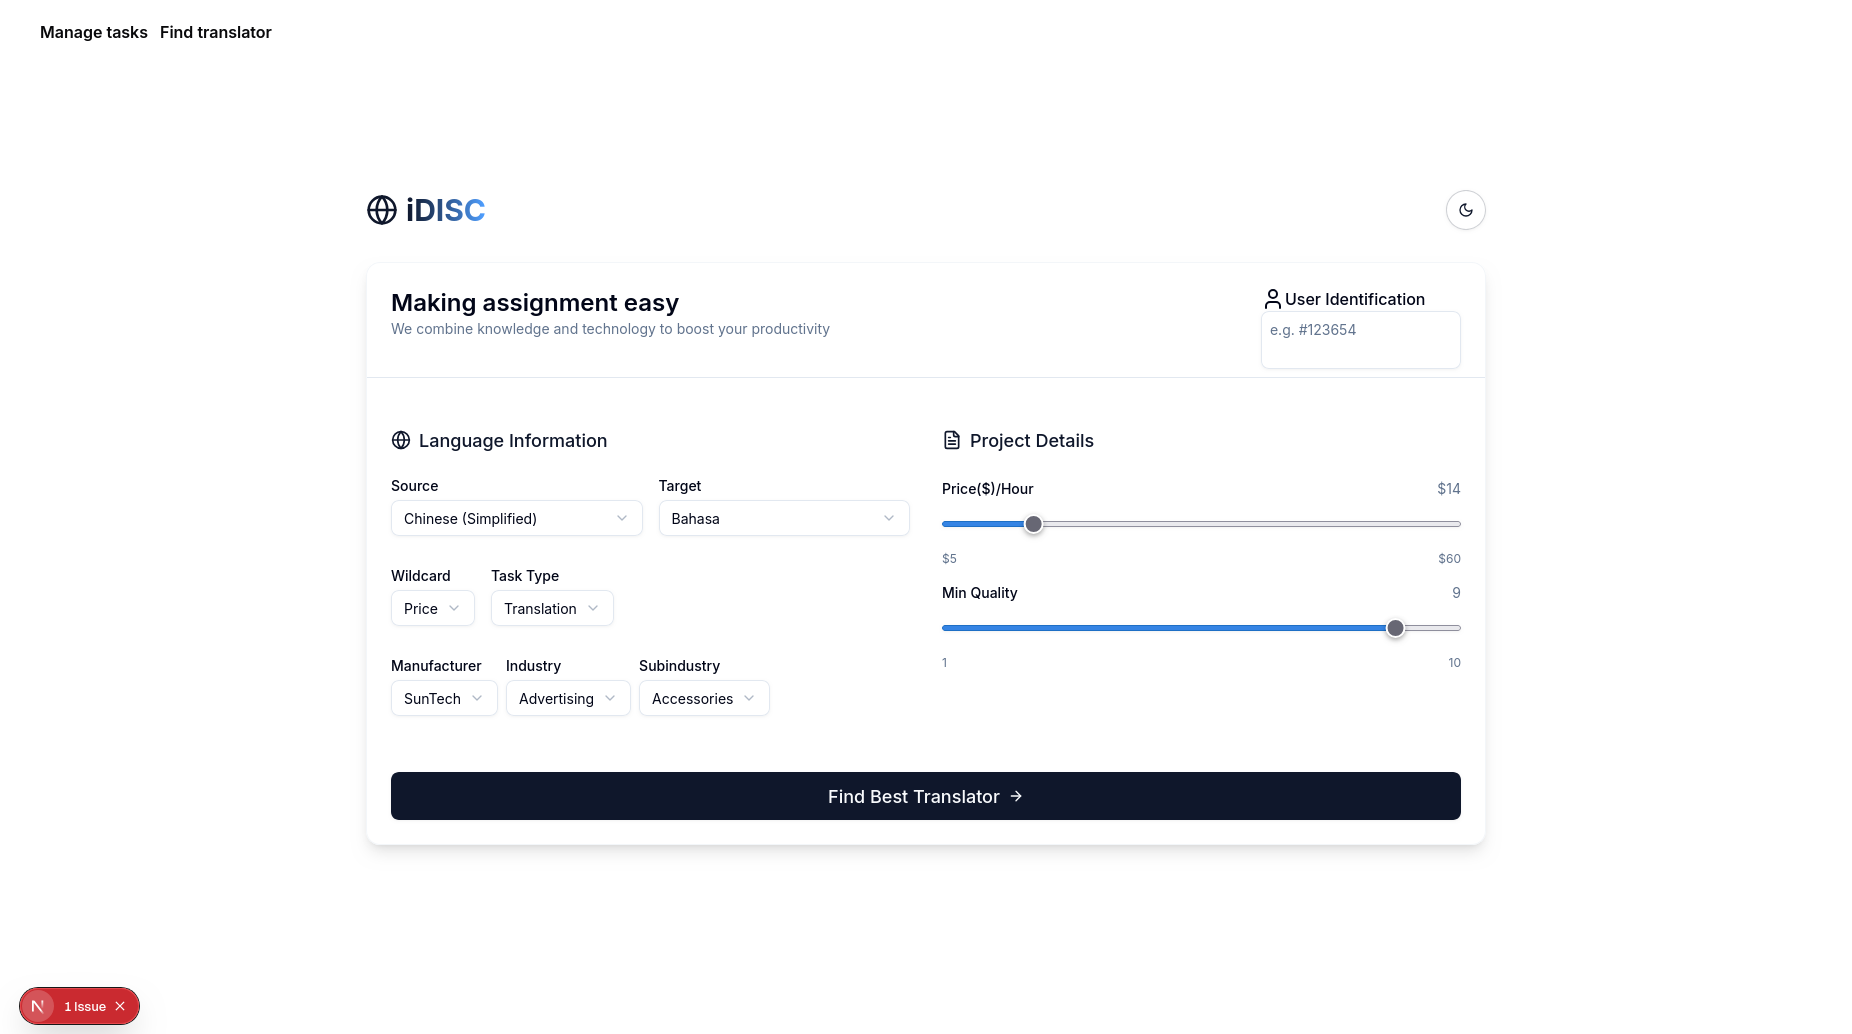 Manage tasks Find translator
iDISC
Making assignment easy
We combine knowledge and technology to boost your productivity
User Identification
e.g. #123654
Language Information
Source Target
Chinese (Simplified) Bahasa
Wildcard Task Type
Price Translation
Manufacturer Industry Subindustry
SunTech Advertising Accessories
Project Details
Price($)/Hour $14
$5 $60
Min Quality 9
1 10
Find Best Translator
N 1 Issue